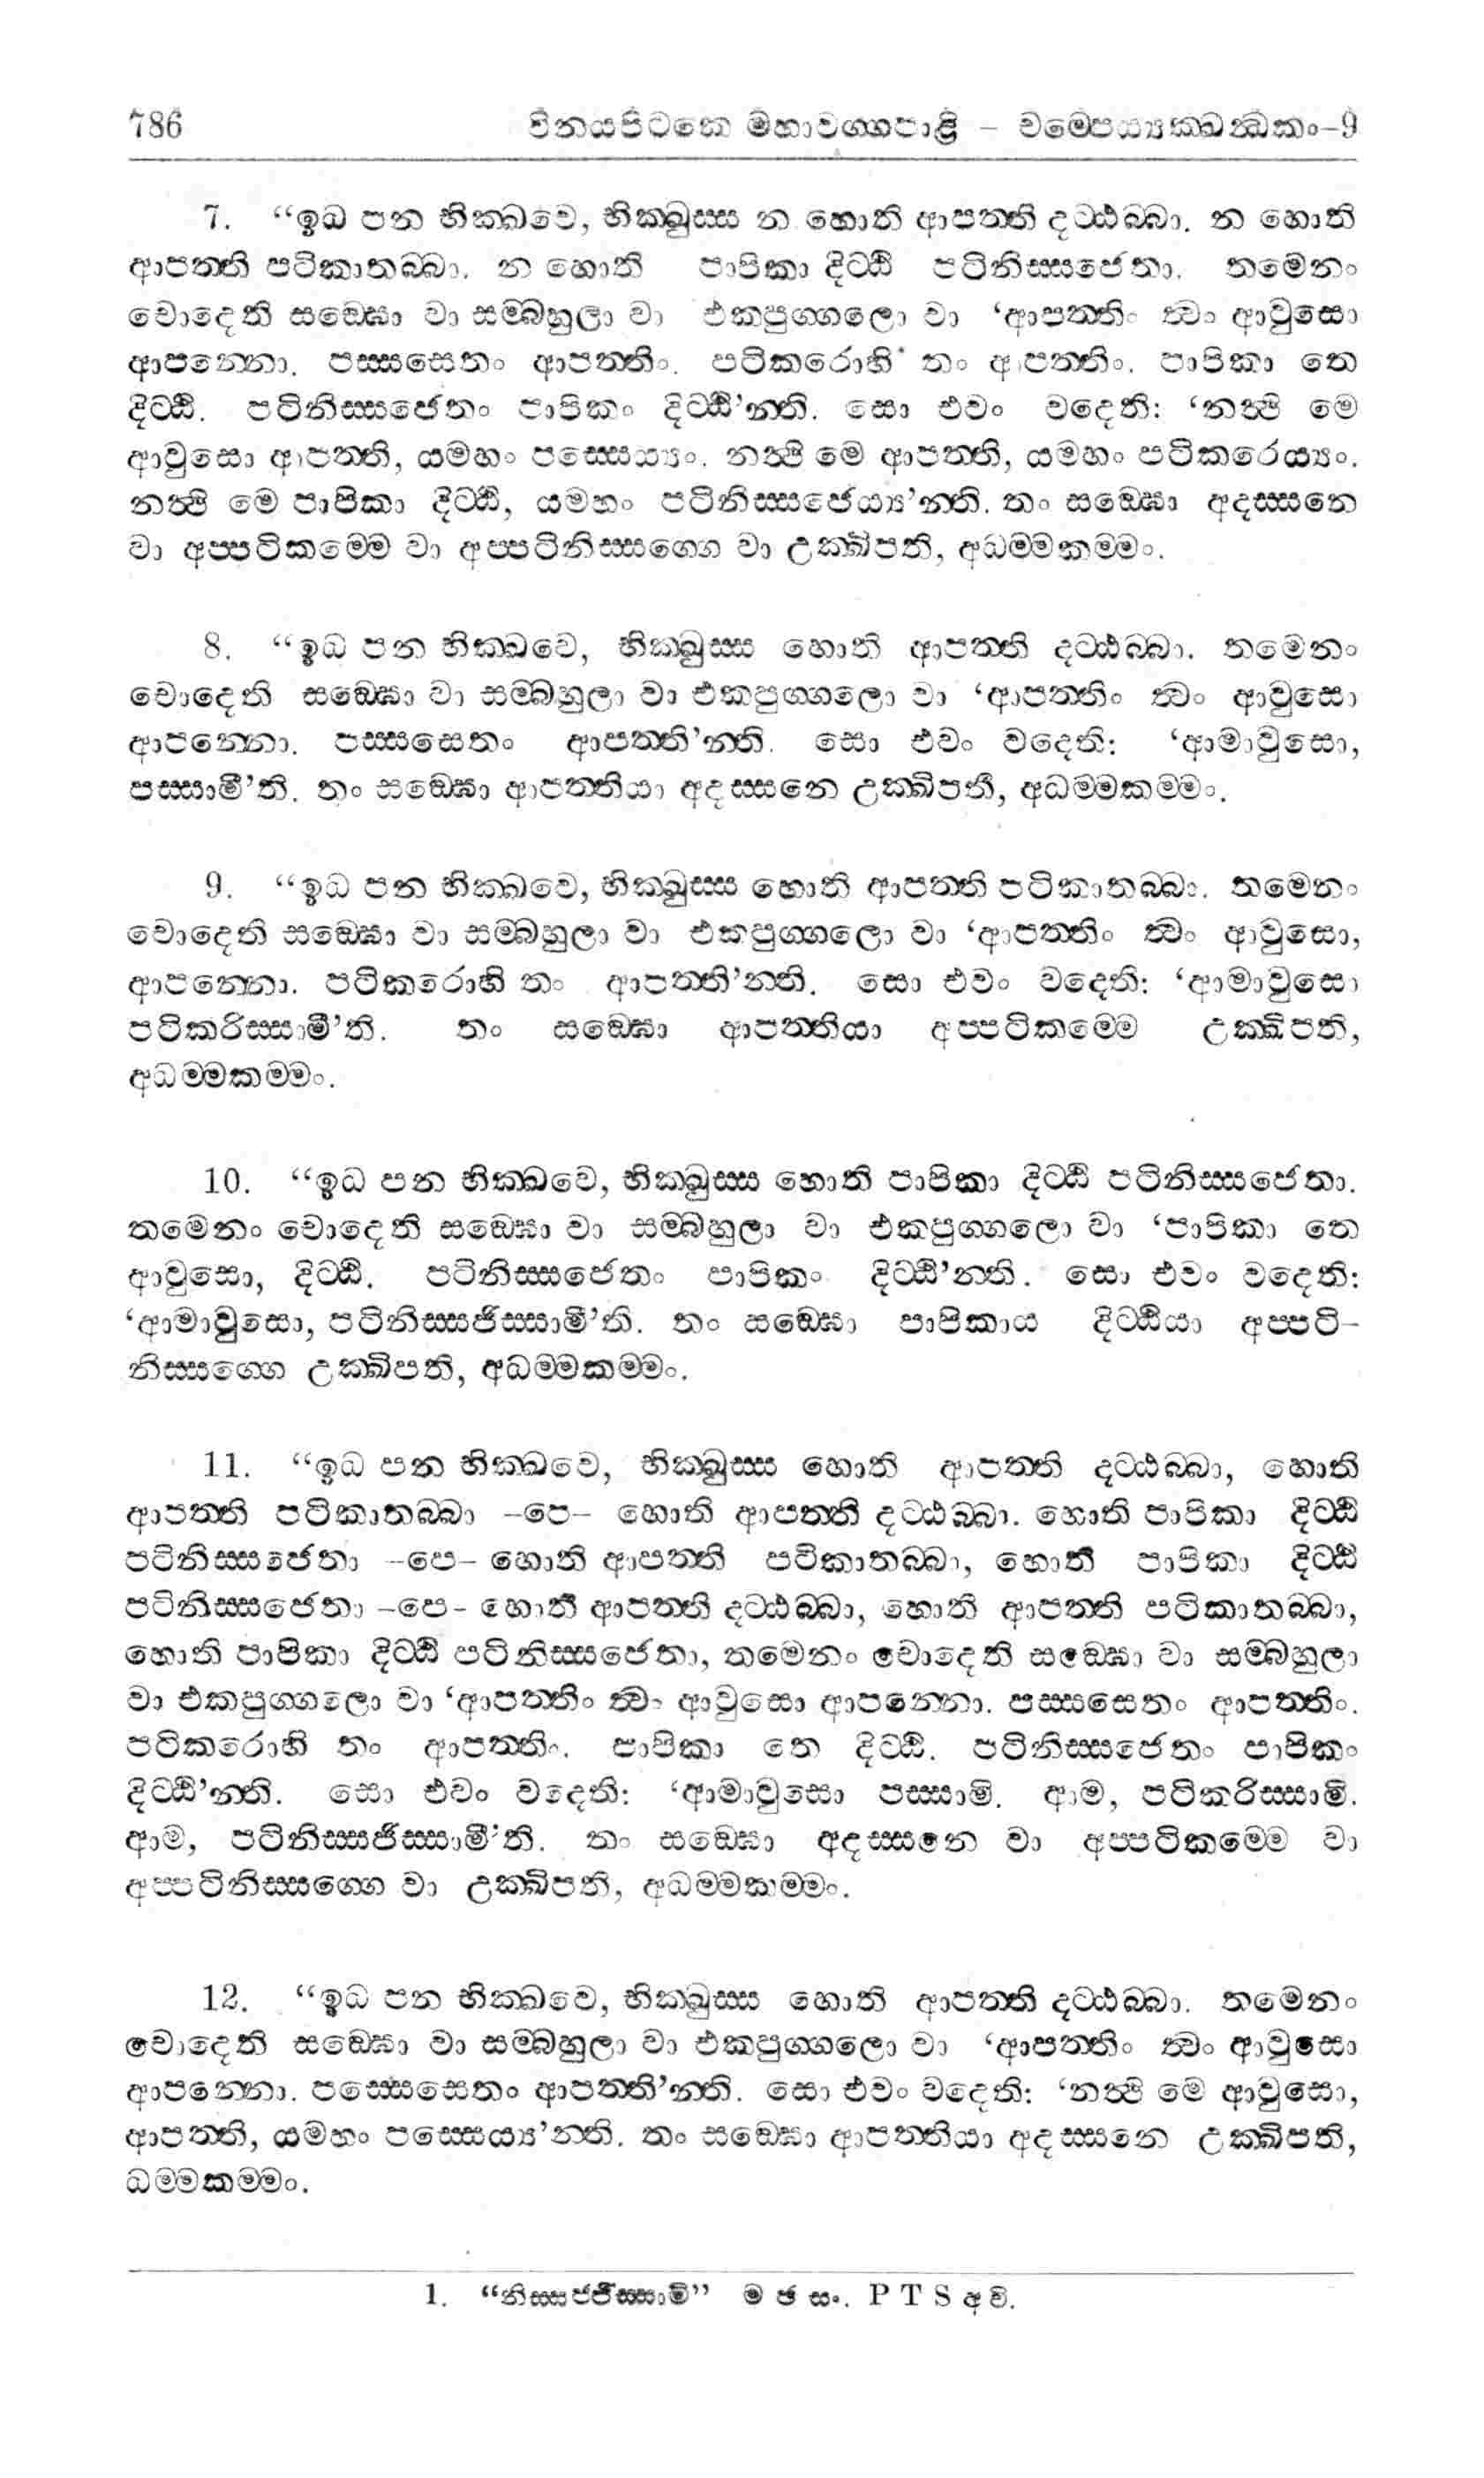 786 විනයපිටකෙ මහාවග්ගපාළි – චම්පෙය්‍යක්ඛන්ධකං–9
7. “ඉධ පන භික්ඛවෙ, භික්ඛුස්ස න හොති ආපත්ති දට්ඨබ්බා. න හොති
ආපත්ති පටිකාතබ්බා. න හොති පාපිකා දිට්ඨි පටිනිස්සජෙතා. තමෙනං
චොදෙති සඞ්ඝො වා සම්බහුලා වා එකපුග්ගලො වා ‘ආපත්තිං ත්වං ආවුසො
ආපන්නො. පස්සසෙතං ආපත්තිං. පටිකරොහි තං ආපත්තිං. පාපිකා තෙ
දිට්ඨි. පටිනිස්සජෙතං පාපිකං දිට්ඨි’න්ති. සො එවං වදෙති: ‘නත්ථි මෙ
ආවුසො ආපත්ති, යමහං පස්සෙය්‍යං. නත්ථි මෙ ආපත්ති, යමහං පටිකරෙය්‍යං.
නත්ථි මෙ පාපිකා දිට්ඨි, යමහං පටිනිස්සජෙය්‍ය’න්ති. තං සඞ්ඝො අදස්සනෙ
වා අප්පටිකම්මෙ වා අප්පටිනිස්සග්ගෙ වා උක්ඛිපති, අධම්මකම්මං.
8. “ඉධ පන භික්ඛවෙ, භික්ඛුස්ස හොති ආපත්ති දට්ඨබ්බා. තමෙනං
චොදෙති සඞ්ඝො වා සම්බහුලා වා එකපුග්ගලො වා ‘ආපත්තිං ත්වං ආවුසො
ආපන්නො. පස්සසෙතං ආපත්ති’න්ති. සො එවං වදෙති: ‘ආමාවුසො,
පස්සාමී’ති. තං සඞ්ඝො ආපත්තියා අදස්සනෙ උක්ඛිපතී, අධම්මකම්මං.
9. “ඉධ පන භික්ඛවෙ, භික්ඛුස්ස හොති ආපත්ති පටිකාතබ්බා. තමෙනං
චොදෙති සඞ්ඝො වා සම්බහුලා වා එකපුග්ගලො වා ‘ආපත්තිං ත්වං ආවුසො,
ආපන්නො. පටිකරොහි තං ආපත්ති’න්ති. සො එවං වදෙති: ‘ආමාවුසො
පටිකරිස්සාමී’ති. තං සඞ්ඝො ආපත්තියා අප්පටිකම්මෙ උක්ඛිපති,
අධම්මකම්මං.
10. “ඉධ පන භික්ඛවෙ, භික්ඛුස්ස හොති පාපිකා දිට්ඨි පටිනිස්සජෙතා.
තමෙනං චොදෙති සඞ්ඝො වා සම්බහුලා වා එකපුග්ගලො වා ‘පාපිකා තෙ
ආවුසො, දිට්ඨි. පටිනිස්සජෙතං පාපිකං දිට්ඨි’න්ති. සො එවං වදෙති:
‘ආමාවුසො, පටිනිස්සජිස්සාමී’ති. තං සඞ්ඝො පාපිකාය දිට්ඨියා අප්පටි–
නිස්සග්ගෙ උක්ඛිපති, අධම්මකම්මං.
11. “ඉධ පන භික්ඛවෙ, භික්ඛුස්ස හොති ආපත්ති දට්ඨබ්බා, හොති
ආපත්ති පටිකාතබ්බා –පෙ– හොති ආපත්ති දට්ඨබ්බා. හොති පාපිකා දිට්ඨි
පටිනිස්සජෙතා –පෙ– හොති ආපත්ති පටිකාතබ්බා, හොති පාපිකා දිට්ඨි
පටිනිස්සජෙතා –පෙ– හොති ආපත්ති දට්ඨබ්බා, හොති ආපත්ති පටිකාතබ්බා,
හොති පාපිකා දිට්ඨි පටිනිස්සජෙතා, තමෙනං චොදෙති සඞ්ඝො වා සම්බහුලා
වා එකපුග්ගලො වා ‘ආපත්තිං ත්වං ආවුසො ආපන්නො. පස්සසෙතං ආපත්තිං.
පටිකරොහි තං ආපත්තිං. පාපිකා තෙ දිට්ඨි. පටිනිස්සජෙතං පාපිකං
දිට්ඨි’න්ති. සො එවං වදෙති: ‘ආමාවුසො පස්සාමි. ආම, පටිකරිස්සාමි.
ආම, පටිනිස්සජිස්සාමී’ති. තං සඞ්ඝො අදස්සනෙ වා අප්පටිකම්මෙ වා
අප්පටිනිස්සග්ගෙ වා උක්ඛිපති, අධම්මකම්මං.
12. “ඉධ පන භික්ඛවෙ, භික්ඛුස්ස හොති ආපත්ති දට්ඨබ්බා. තමෙනං
චොදෙති සඞ්ඝො වා සම්බහුලා වා එකපුග්ගලො වා ‘ආපත්තිං ත්වං ආවුසො
ආපන්නො. පස්සෙසෙතං ආපත්ති’න්ති. සො එවං වදෙති: ‘නත්ථි මෙ ආවුසො,
ආපත්ති, යමහං පස්සෙය්‍ය’න්ති. තං සඞ්ඝො ආපත්තියා අදස්සනෙ උක්ඛිපති,
ධම්මකම්මං.
1. “නිස්සජ්ජිස්සාමි” ම ඡ සං. P T S අ වි.